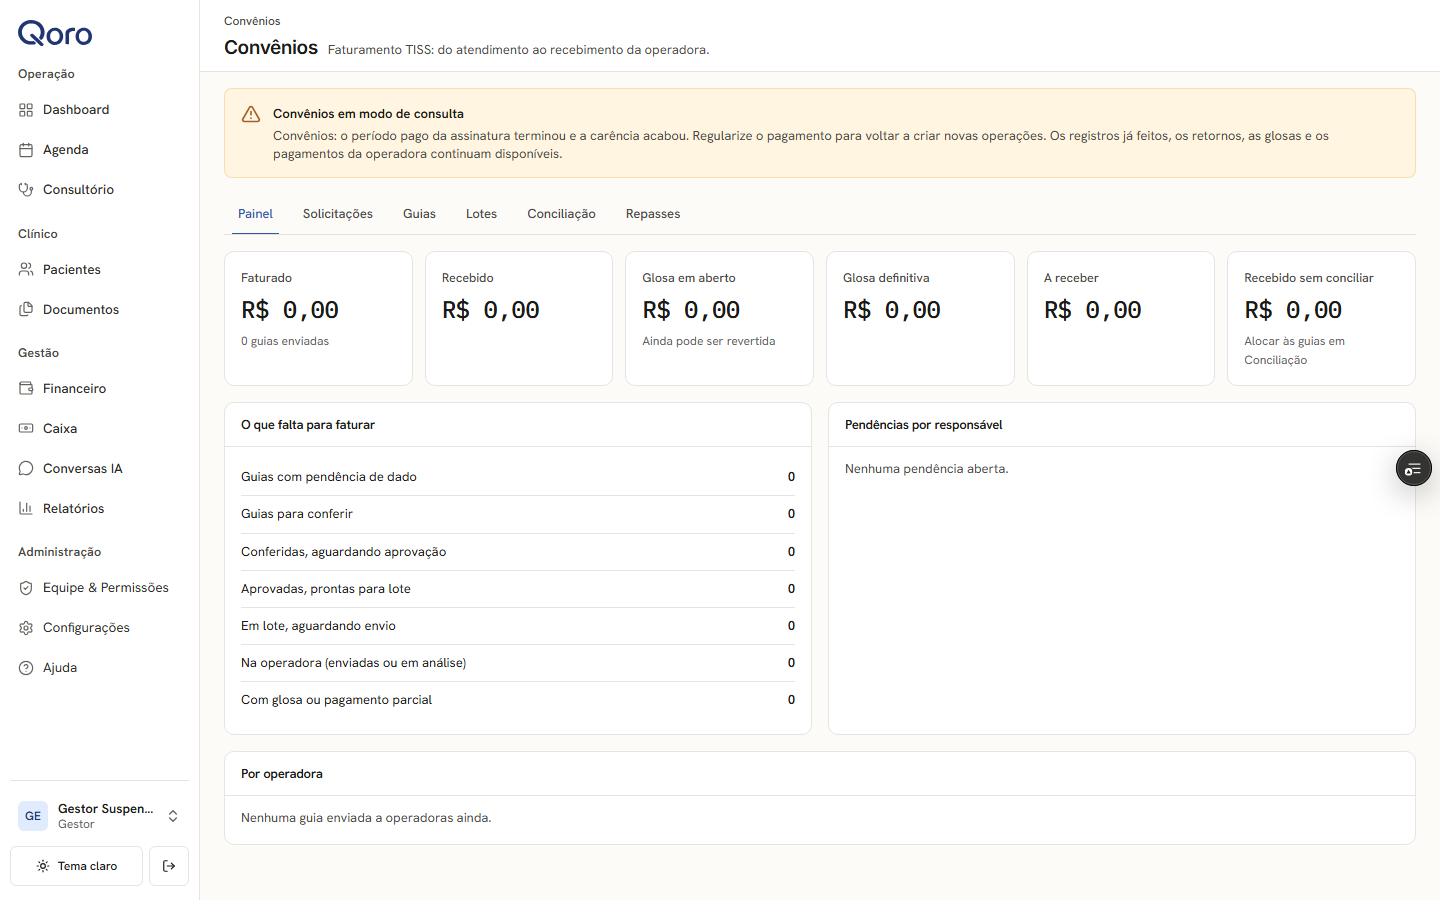 Qoro
Operação
Dashboard
Agenda
Consultório
Clínico
Pacientes
Documentos
Gestão
Financeiro
Caixa
Conversas IA
Relatórios
Administração
Equipe & Permissões
Configurações
Ajuda
GE
Gestor Suspen...
Gestor
Tema claro
Convênios
Convênios Faturamento TISS: do atendimento ao recebimento da operadora.
Convênios em modo de consulta
Convênios: o período pago da assinatura terminou e a carência acabou. Regularize o pagamento para voltar a criar novas operações. Os registros já feitos, os retornos, as glosas e os
pagamentos da operadora continuam disponíveis.
Painel Solicitações Guias Lotes Conciliação Repasses
Faturado
R$ 0,00
0 guias enviadas
Recebido
R$ 0,00
Glosa em aberto
R$ 0,00
Ainda pode ser revertida
Glosa definitiva
R$ 0,00
A receber
R$ 0,00
Recebido sem conciliar
R$ 0,00
Alocar às guias em
Conciliação
O que falta para faturar
Guias com pendência de dado 0
Guias para conferir 0
Conferidas, aguardando aprovação 0
Aprovadas, prontas para lote 0
Em lote, aguardando envio 0
Na operadora (enviadas ou em análise) 0
Com glosa ou pagamento parcial 0
Pendências por responsável
Nenhuma pendência aberta.
Por operadora
Nenhuma guia enviada a operadoras ainda.